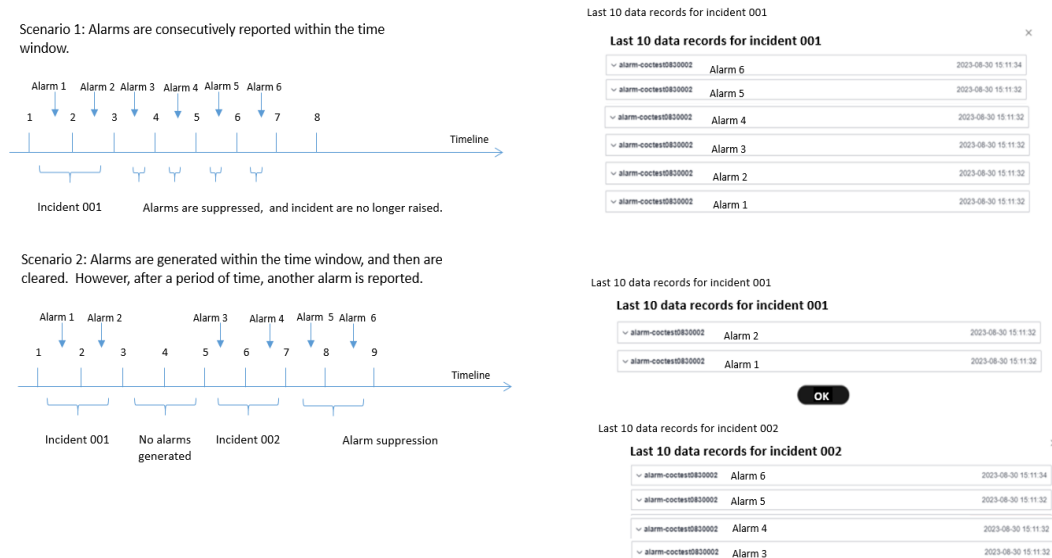 Scenario 1: Alarms are consecutively reported within the time
window.
Alarm 1 Alarm 2 Alarm 3 Alarm 4 Alarm 5 Alarm 6
1 2 3 4 5 6 7 8
Timeline
Incident 001 Alarms are suppressed, and incident are no longer raised.
Scenario 2: Alarms are generated within the time window, and then are
cleared. However, after a period of time, another alarm is reported.
Alarm 1 Alarm 2 Alarm 3 Alarm 4 Alarm 5 Alarm 6
1 2 3 4 5 6 7 8 9
Timeline
Incident 001 No alarms Incident 002 Alarm suppression
generated
Last 10 data records for incident 001
×
Last 10 data records for incident 001
alarm-coctest0830002 Alarm 6 2023-08-30 15:11:34
alarm-coctest0830002 Alarm 5 2023-08-30 15:11:32
alarm-coctest0830002 Alarm 4 2023-08-30 15:11:32
alarm-coctest0830002 Alarm 3 2023-08-30 15:11:32
alarm-coctest0830002 Alarm 2 2023-08-30 15:11:32
alarm-coctest0830002 Alarm 1 2023-08-30 15:11:32
Last 10 data records for incident 001
Last 10 data records for incident 001
alarm-coctest0830002 Alarm 2 2023-08-30 15:11:32
alarm-coctest0830002 Alarm 1 2023-08-30 15:11:32
OK
Last 10 data records for incident 002
Last 10 data records for incident 002
alarm-coctest0830002 Alarm 6 2023-08-30 15:11:34
alarm-coctest0830002 Alarm 5 2023-08-30 15:11:32
alarm-coctest0830002 Alarm 4 2023-08-30 15:11:32
alarm-coctest0830002 Alarm 3 2023-08-30 15:11:32